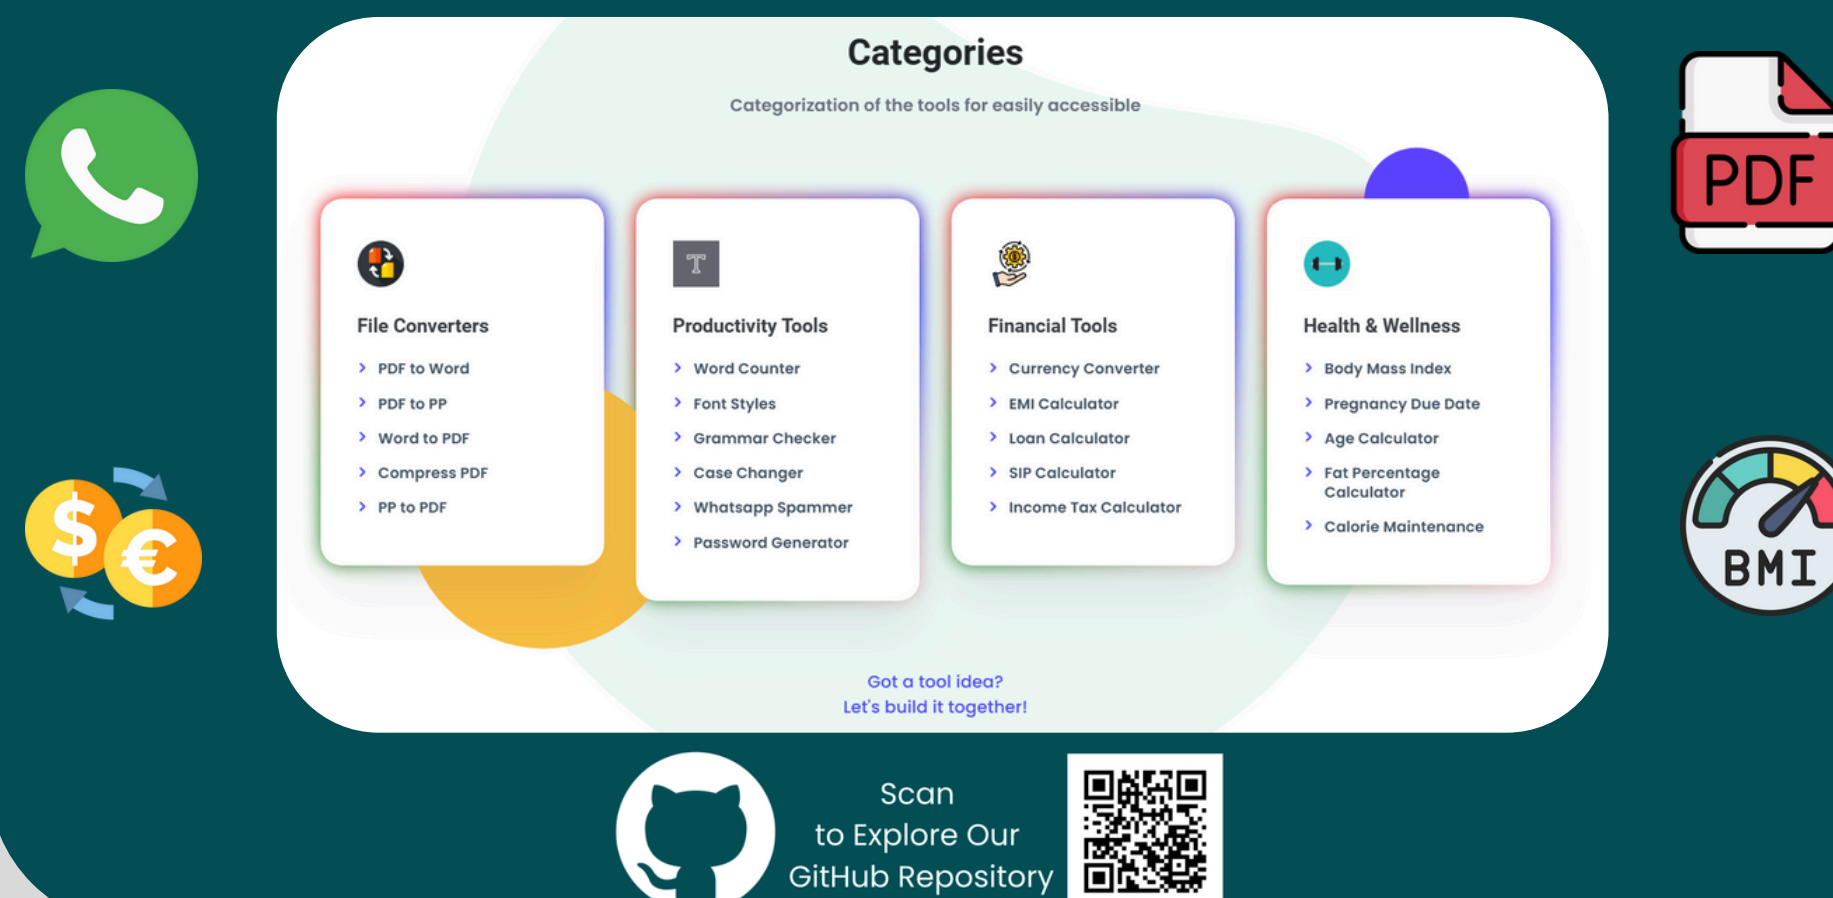 Categories
Categorization of the tools for easily accessible
PDF
T
File Converters
PDF to Word
PDF to PP
Word to PDF
Compress PDF
PP to PDF
Productivity Tools
Word Counter
Font Styles
Grammar Checker
Case Changer
Whatsapp Spammer
Password Generator
Financial Tools
Currency Converter
EMI Calculator
Loan Calculator
SIP Calculator
Income Tax Calculator
Health & Wellness
Body Mass Index
Pregnancy Due Date
Age Calculator
Fat Percentage
Calculator
Calorie Maintenance
$
€
BMI
Got a tool idea?
Let's build it together!
Scan
to Explore Our
GitHub Repository